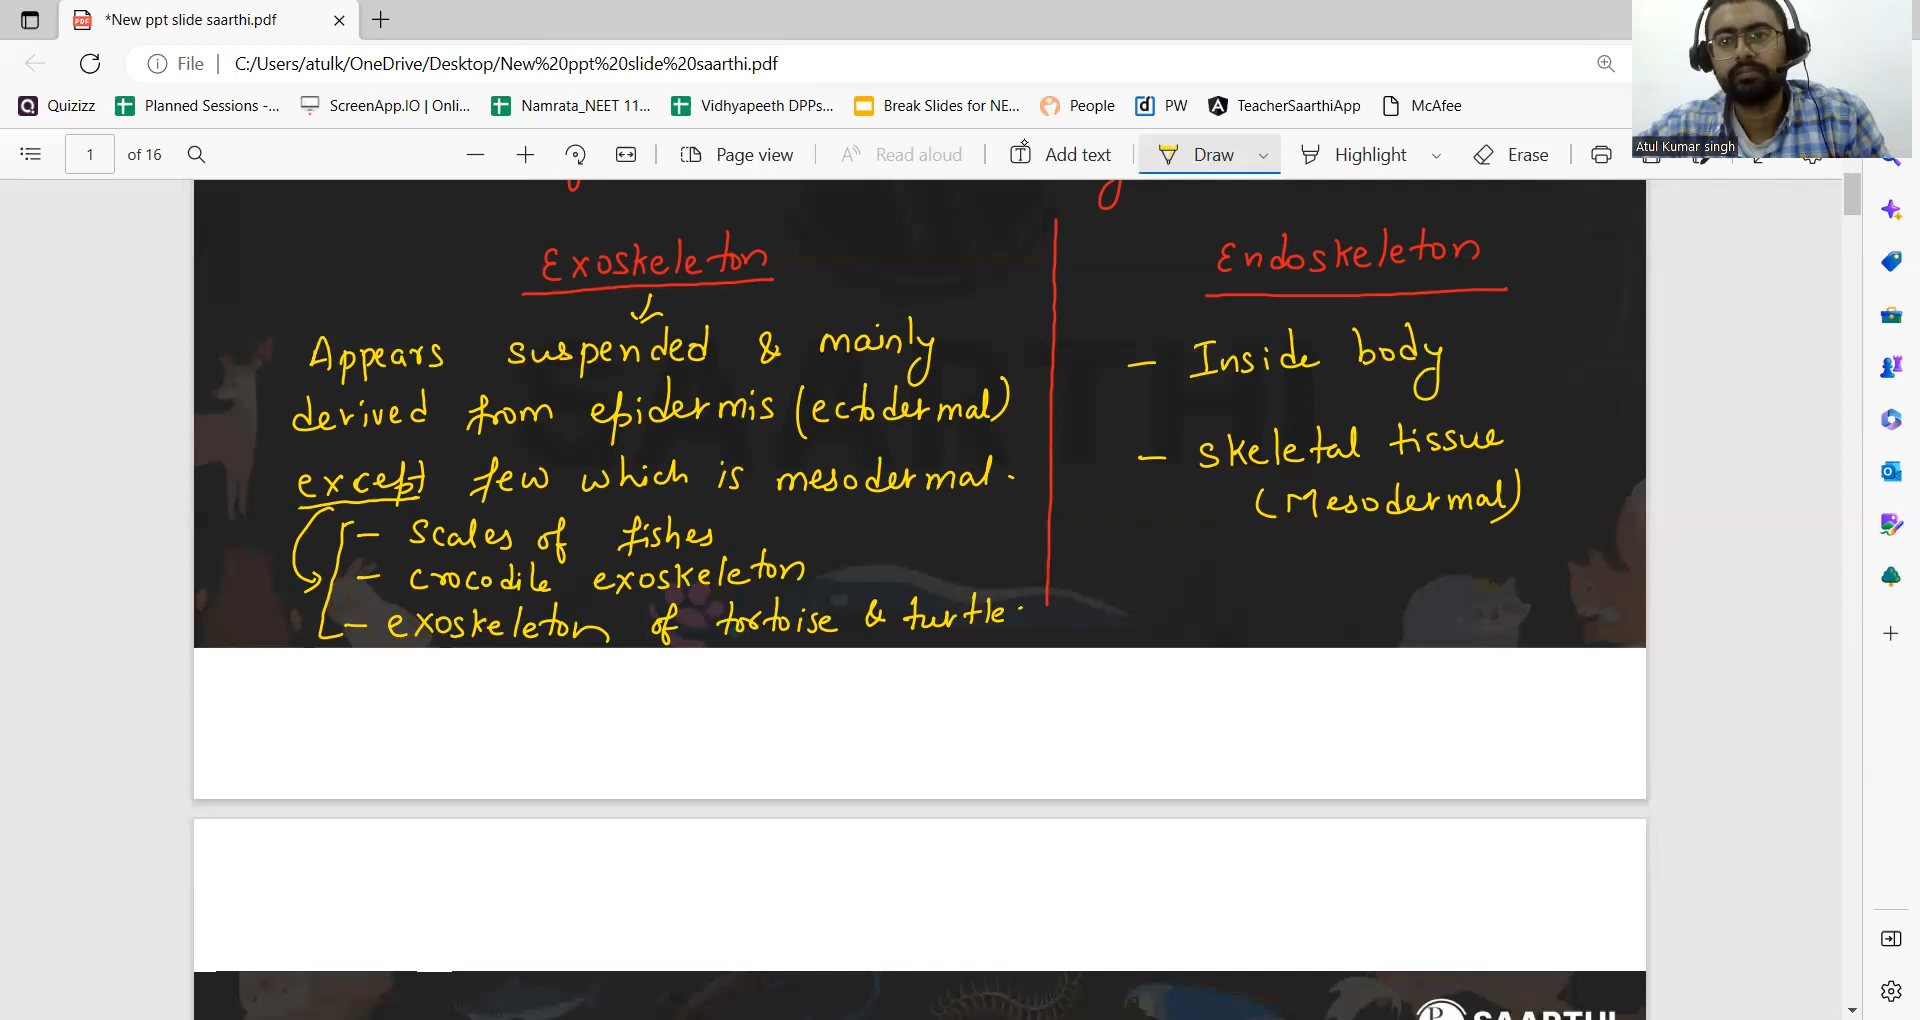 *New ppt slide saarthi.pdf
File
C:/Users/atulk/OneDrive/Desktop/New%20ppt%20slide%20saarthi.pdf
Quizizz Planned Sessions -... ScreenApp.IO | Onli... Namrata_NEET 11... Vidhyapeeth DPPs... Break Slides for NE... People PW TeacherSaarthiApp McAfee
1 of 16 Page view Read aloud Add text Draw Highlight Erase
Atul Kumar singh
Exoskeleton
Appears suspended & mainly
derived from epidermis (ectodermal)
except few which is mesodermal.
- Scales of fishes
- crocodile exoskeleton
- exoskeleton of tortoise & turtle.
Endoskeleton
- Inside body
- skeletal tissue
(Mesodermal)
SAARTHI
SAARTHI